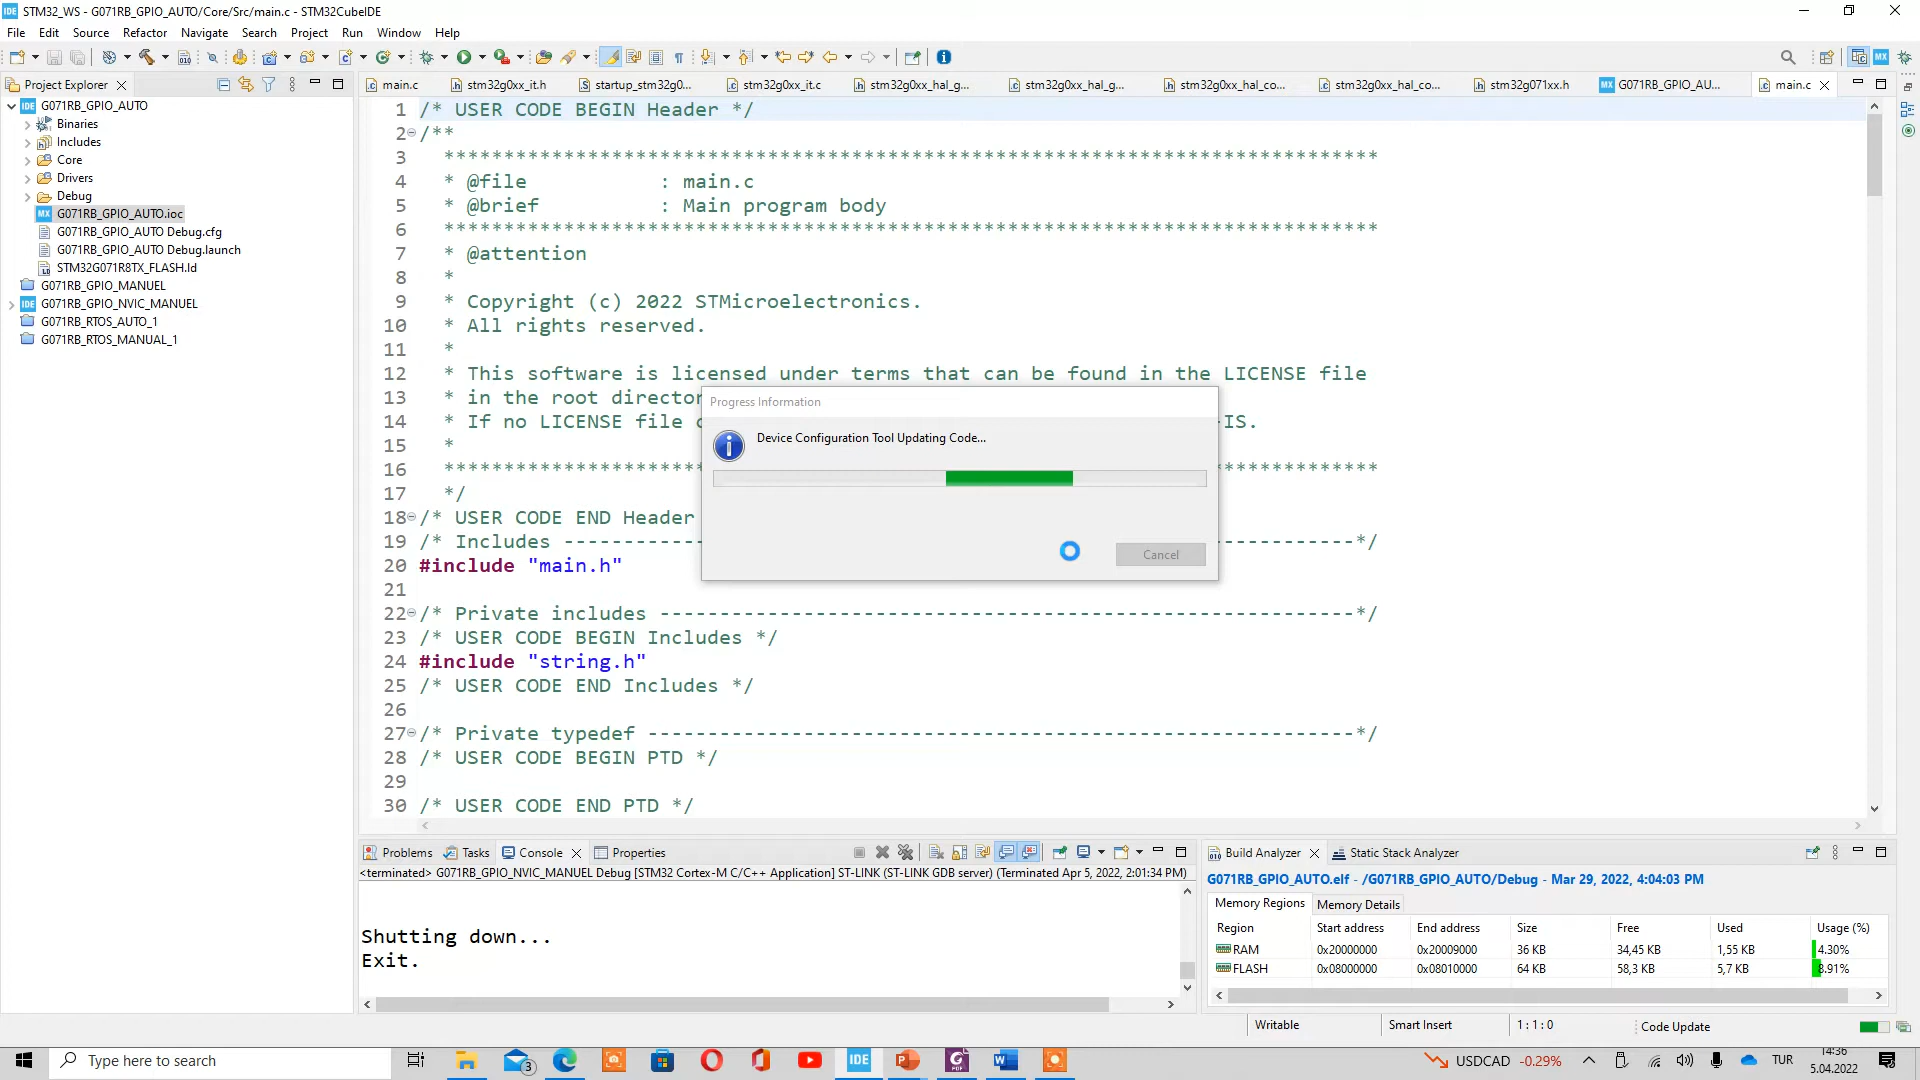 IDE STM32_WS - G071RB_GPIO_AUTO/Core/Src/main.c - STM32CubeIDE
File Edit Source Refactor Navigate Search Project Run Window Help
Project Explorer
main.c stm32g0xx_it.h startup_stm32g0... stm32g0xx_it.c stm32g0xx_hal_g... stm32g0xx_hal_g... stm32g0xx_hal_co... stm32g0xx_hal_co... stm32g071xx.h MX G071RB_GPIO_AU... main.c
IDE G071RB_GPIO_AUTO
Binaries
Includes
Core
Drivers
Debug
MX G071RB_GPIO_AUTO.ioc
G071RB_GPIO_AUTO Debug.cfg
G071RB_GPIO_AUTO Debug.launch
STM32G071R8TX_FLASH.ld
G071RB_GPIO_MANUEL
IDE G071RB_GPIO_NVIC_MANUEL
G071RB_RTOS_AUTO_1
G071RB_RTOS_MANUAL_1
1 /* USER CODE BEGIN Header */
2 /**
3 ******************************************************************************
4 * @file : main.c
5 * @brief : Main program body
6 ******************************************************************************
7 * @attention
8 *
9 * Copyright (c) 2022 STMicroelectronics.
10 * All rights reserved.
11 *
12 * This software is licensed under terms that can be found in the LICENSE file
13 * in the root director
14 * If no LICENSE file -IS.
15 *
16 ******************************************************************************
17 */
18 /* USER CODE END Header
19 /* Includes ------------ ------------*/
20 #include "main.h"
21
22 /* Private includes ----------------------------------------------------------*/
23 /* USER CODE BEGIN Includes */
24 #include "string.h"
25 /* USER CODE END Includes */
26
27 /* Private typedef -----------------------------------------------------------*/
28 /* USER CODE BEGIN PTD */
29
30 /* USER CODE END PTD */
Progress Information
Device Configuration Tool Updating Code...
Cancel
Problems Tasks Console Properties
<terminated> G071RB_GPIO_NVIC_MANUEL Debug [STM32 Cortex-M C/C++ Application] ST-LINK (ST-LINK GDB server) (Terminated Apr 5, 2022, 2:01:34 PM)
Shutting down...
Exit.
Build Analyzer Static Stack Analyzer
G071RB_GPIO_AUTO.elf - /G071RB_GPIO_AUTO/Debug - Mar 29, 2022, 4:04:03 PM
Memory Regions Memory Details
Region Start address End address Size Free Used Usage (%)
RAM 0x20000000 0x20009000 36 KB 34,45 KB 1,55 KB 4.30%
FLASH 0x08000000 0x08010000 64 KB 58,3 KB 5,7 KB 8.91%
Writable Smart Insert 1 : 1 : 0 Code Update
Type here to search
3
IDE
USDCAD -0.29%
TUR
14:36
5.04.2022